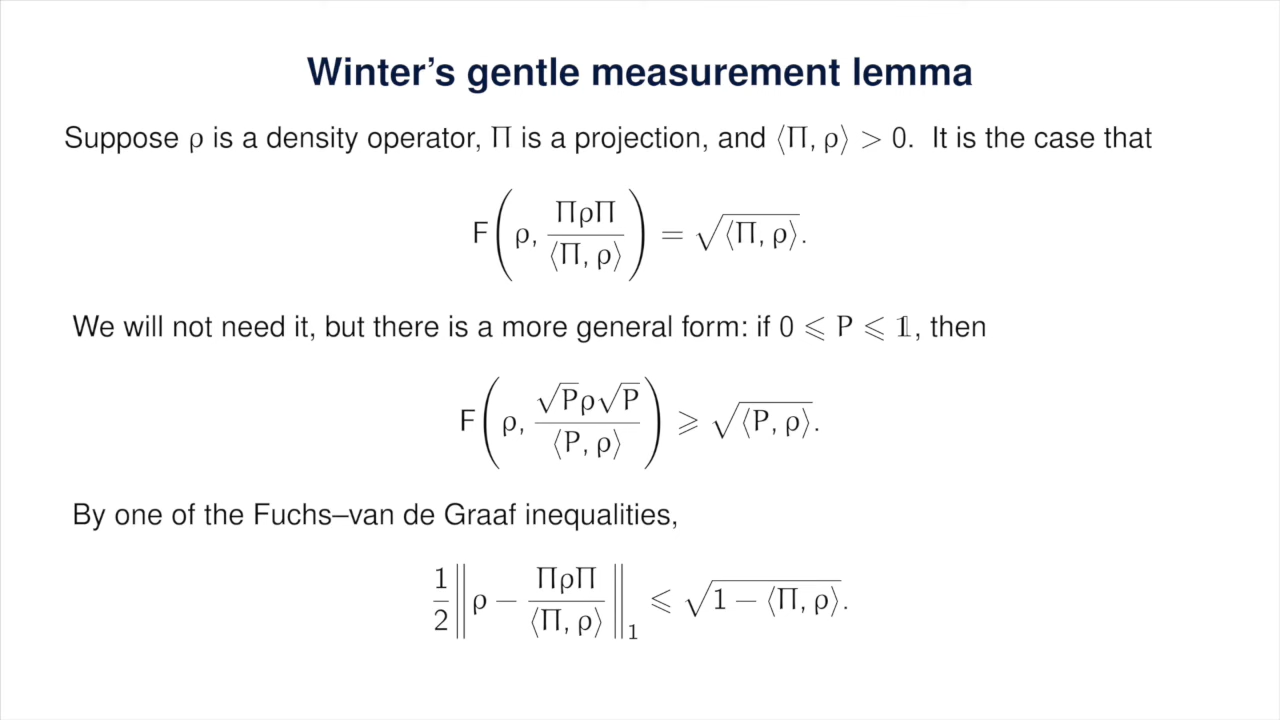 Winter's gentle measurement lemma
Suppose ρ is a density operator, Π is a projection, and ⟨Π, ρ⟩ > 0. It is the case that
F(ρ, ΠρΠ / ⟨Π, ρ⟩) = √⟨Π, ρ⟩.
We will not need it, but there is a more general form: if 0 ⩽ P ⩽ 𝟙, then
F(ρ, √Pρ√P / ⟨P, ρ⟩) ⩾ √⟨P, ρ⟩.
By one of the Fuchs–van de Graaf inequalities,
1/2 ‖ρ − ΠρΠ / ⟨Π, ρ⟩‖₁ ⩽ √(1 − ⟨Π, ρ⟩).